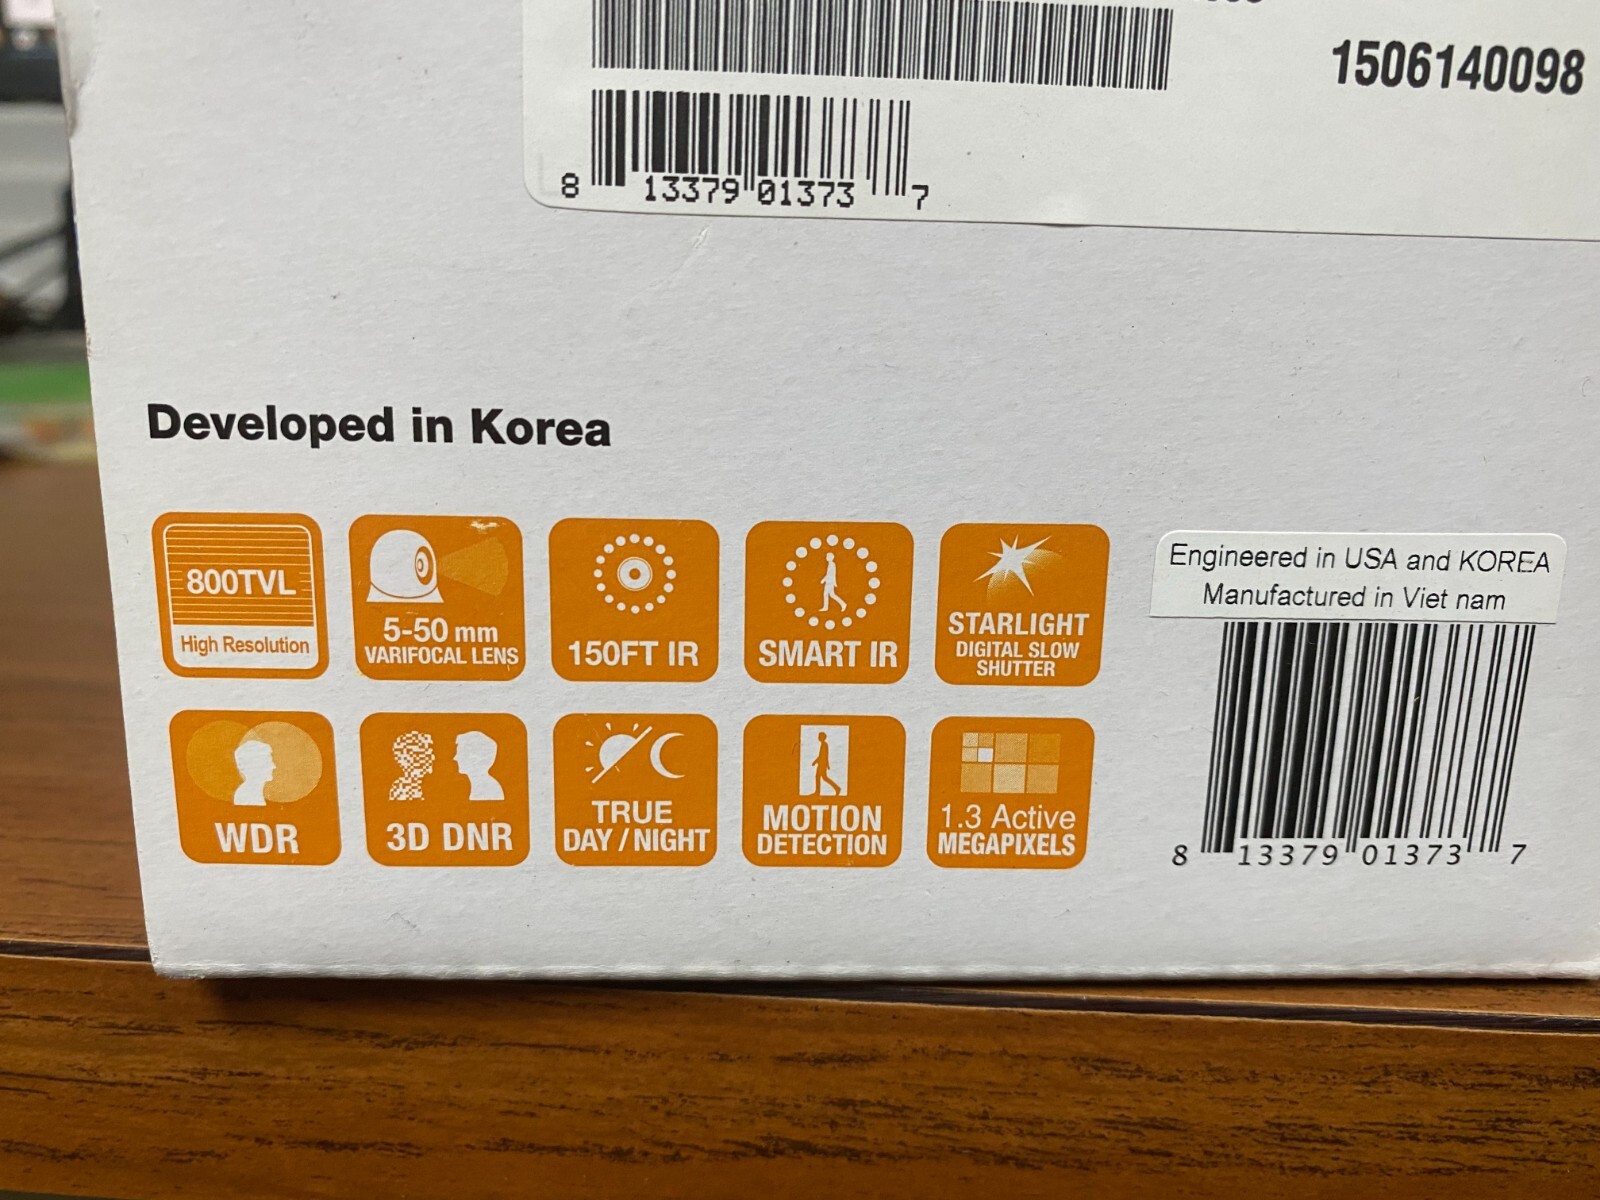 1506140098
8 13379 01373 7
Developed in Korea
800TVL
High Resolution
5-50 mm
VARIFOCAL LENS
150FT IR
SMART IR
STARLIGHT
DIGITAL SLOW
SHUTTER
Engineered in USA and KOREA
Manufactured in Viet nam
WDR
3D DNR
TRUE
DAY / NIGHT
MOTION
DETECTION
1.3 Active
MEGAPIXELS
8 13379 01373 7